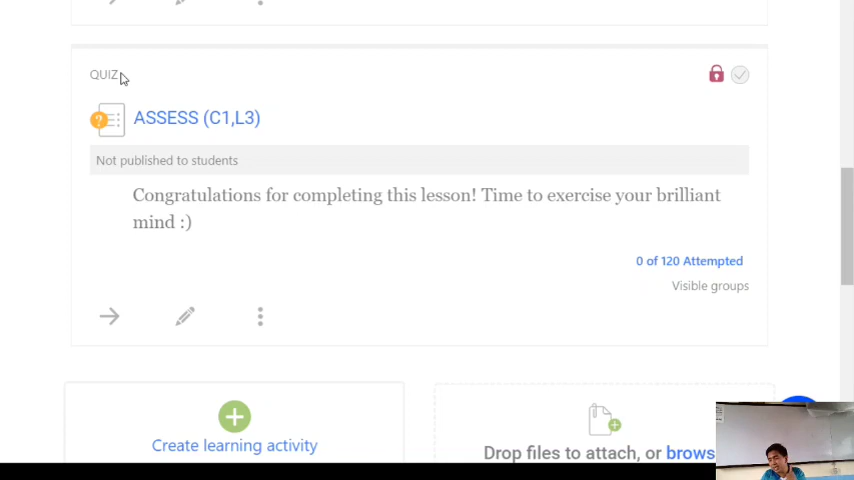 QUIZ
ASSESS (C1,L3)
Not published to students
Congratulations for completing this lesson! Time to exercise your brilliant
mind :)
0 of 120 Attempted
Visible groups
Create learning activity
Drop files to attach, or brows